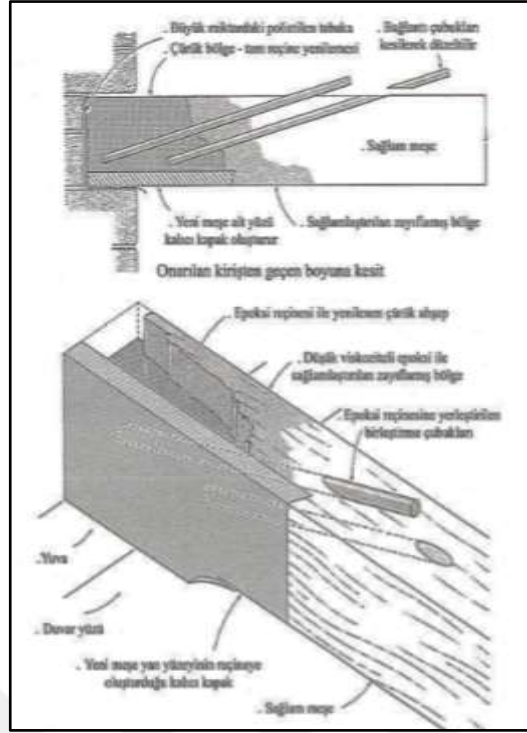 . Büyük miktardaki polietilen tabaka
. Çürük bölge - tam reçine yenilemesi
. Bağlantı çubukları
kesilerek düzeltilir
. Sağlam meşe
. Yeni meşe alt yüzü
kalıcı kapak oluşturur
. Sağlamlaştırılan zayıflamış bölge
Onarılan kirişten geçen boyuna kesit
. Epoksi reçinesi ile yenilenen çürük ahşap
. Düşük viskoziteli epoksi ile
sağlamlaştırılan zayıflamış bölge
. Epoksi reçinesine yerleştirilen
birleştirme çubukları
. Yuva
. Duvar yüzü
. Yeni meşe yan yüzeyinin reçineye
oluşturduğu kalıcı kapak
. Sağlam meşe